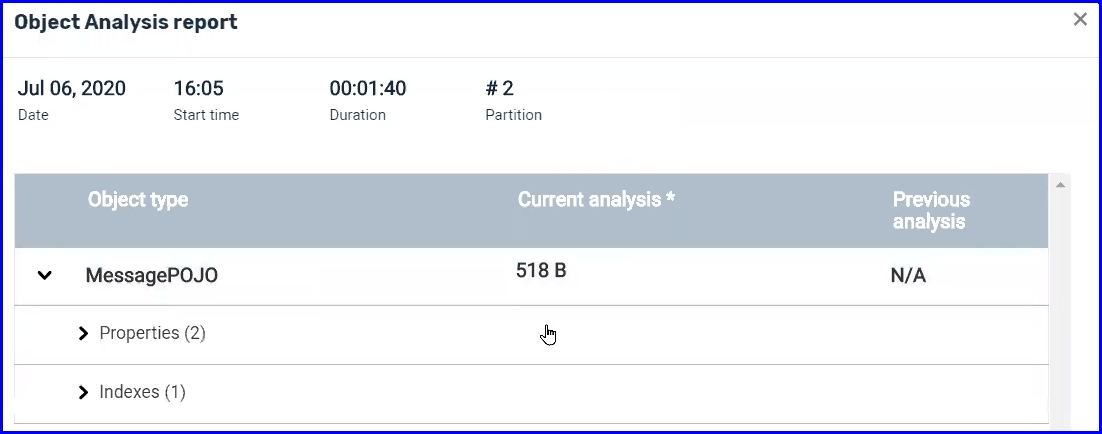 Object Analysis report
Jul 06, 2020 16:05 00:01:40 # 2
Date Start time Duration Partition
Object type Current analysis * Previous
analysis
MessagePOJO 518 B N/A
Properties (2)
Indexes (1)